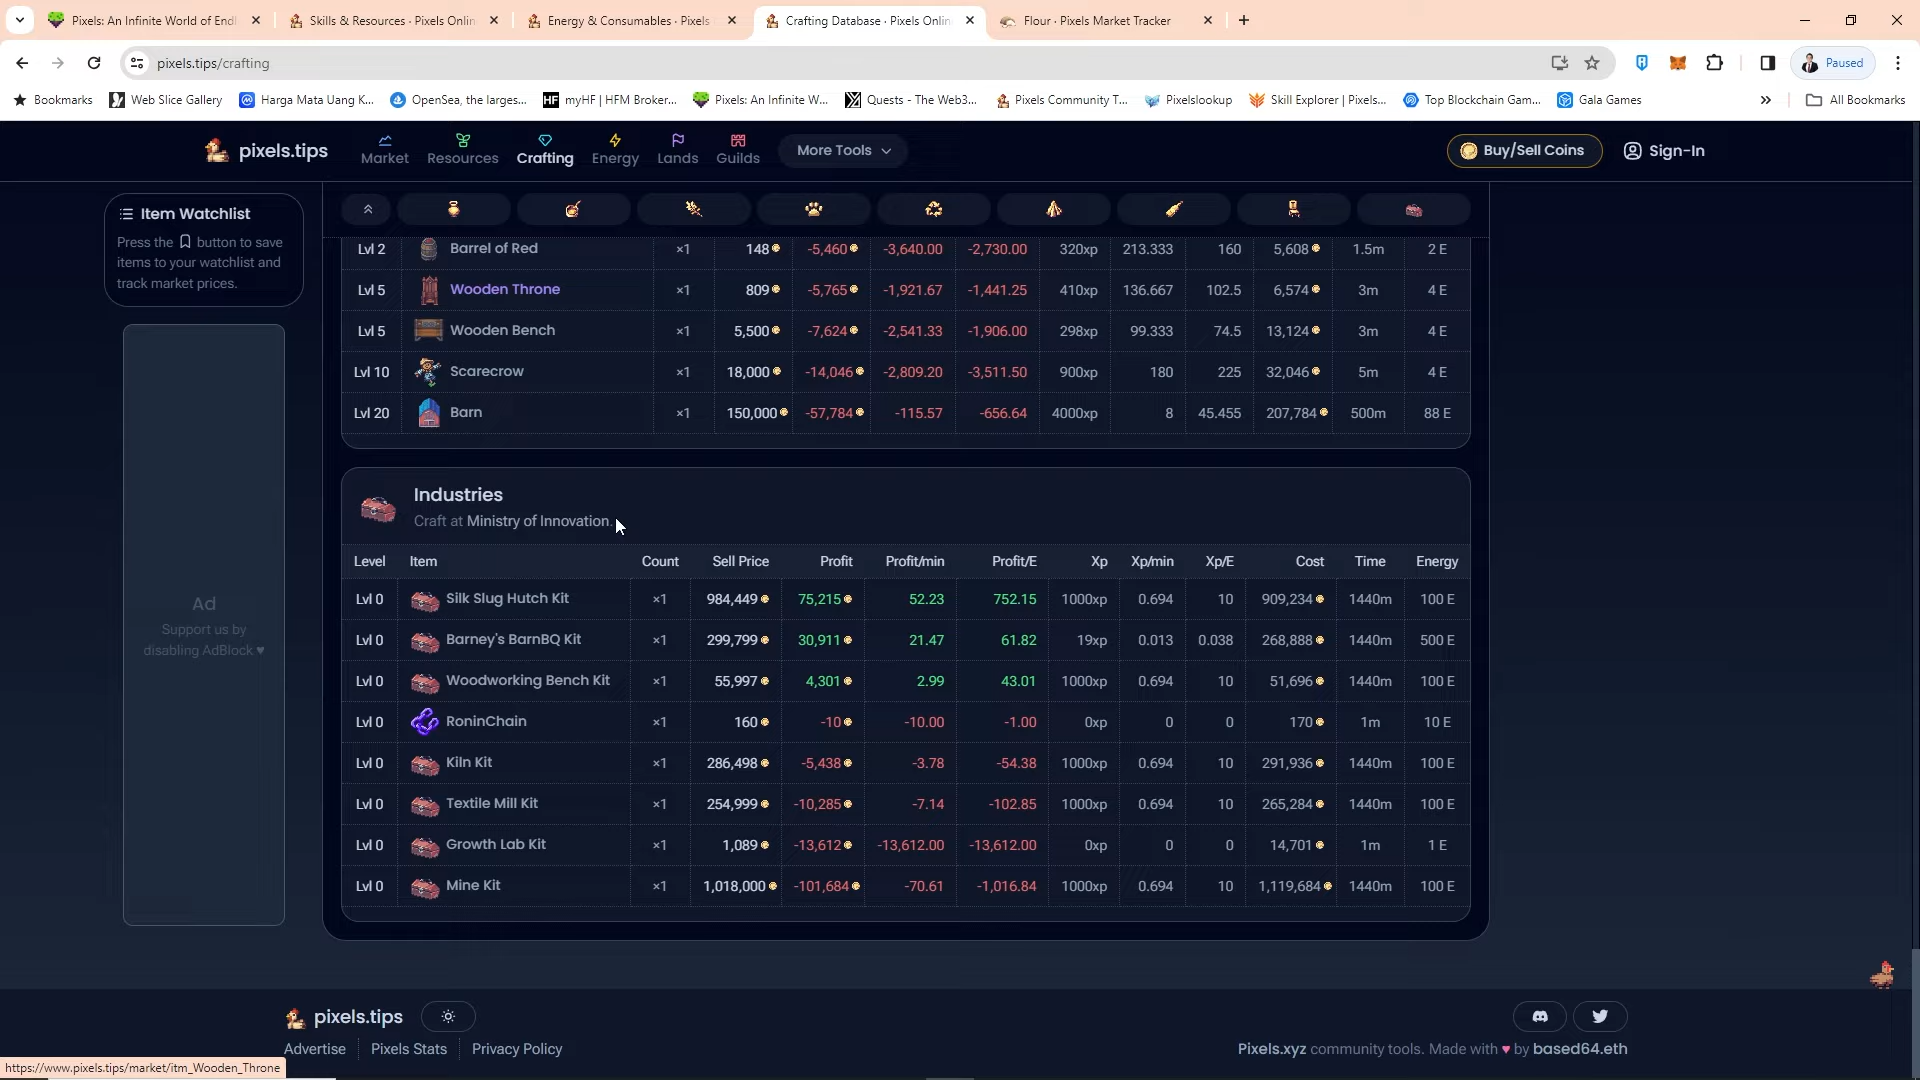 Pixels: An Infinite World of Endl
Skills & Resources · Pixels Onlin
Energy & Consumables · Pixels
Crafting Database · Pixels Onlin
Flour · Pixels Market Tracker
pixels.tips/crafting
Paused
Bookmarks
Web Slice Gallery
Harga Mata Uang K...
OpenSea, the larges...
myHF | HFM Broker...
Pixels: An Infinite W...
Quests - The Web3...
Pixels Community T...
Pixelslookup
Skill Explorer | Pixels...
Top Blockchain Gam...
Gala Games
All Bookmarks
pixels.tips
Market
Resources
Crafting
Energy
Lands
Guilds
More Tools
Buy/Sell Coins
Sign-In
Item Watchlist
Press the button to save
items to your watchlist and
track market prices.
Ad
Support us by
disabling AdBlock ♥
Lvl 2 Barrel of Red ×1 148 -5,460 -3,640.00 -2,730.00 320xp 213.333 160 5,608 1.5m 2 E
Lvl 5 Wooden Throne ×1 809 -5,765 -1,921.67 -1,441.25 410xp 136.667 102.5 6,574 3m 4 E
Lvl 5 Wooden Bench ×1 5,500 -7,624 -2,541.33 -1,906.00 298xp 99.333 74.5 13,124 3m 4 E
Lvl 10 Scarecrow ×1 18,000 -14,046 -2,809.20 -3,511.50 900xp 180 225 32,046 5m 4 E
Lvl 20 Barn ×1 150,000 -57,784 -115.57 -656.64 4000xp 8 45.455 207,784 500m 88 E
Industries
Craft at Ministry of Innovation.
Level Item Count Sell Price Profit Profit/min Profit/E Xp Xp/min Xp/E Cost Time Energy
Lvl 0 Silk Slug Hutch Kit ×1 984,449 75,215 52.23 752.15 1000xp 0.694 10 909,234 1440m 100 E
Lvl 0 Barney's BarnBQ Kit ×1 299,799 30,911 21.47 61.82 19xp 0.013 0.038 268,888 1440m 500 E
Lvl 0 Woodworking Bench Kit ×1 55,997 4,301 2.99 43.01 1000xp 0.694 10 51,696 1440m 100 E
Lvl 0 RoninChain ×1 160 -10 -10.00 -1.00 0xp 0 0 170 1m 10 E
Lvl 0 Kiln Kit ×1 286,498 -5,438 -3.78 -54.38 1000xp 0.694 10 291,936 1440m 100 E
Lvl 0 Textile Mill Kit ×1 254,999 -10,285 -7.14 -102.85 1000xp 0.694 10 265,284 1440m 100 E
Lvl 0 Growth Lab Kit ×1 1,089 -13,612 -13,612.00 -13,612.00 0xp 0 0 14,701 1m 1 E
Lvl 0 Mine Kit ×1 1,018,000 -101,684 -70.61 -1,016.84 1000xp 0.694 10 1,119,684 1440m 100 E
pixels.tips
Advertise
Pixels Stats
Privacy Policy
Pixels.xyz community tools. Made with ♥ by based64.eth
https://www.pixels.tips/market/itm_Wooden_Throne